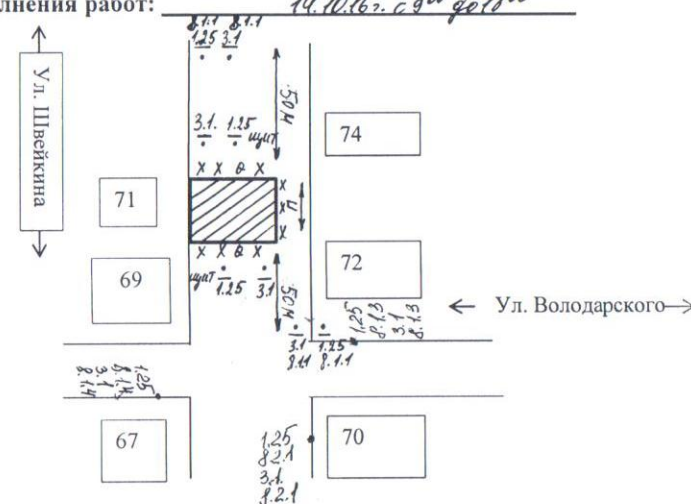 лнения работ: 14.10.16г. с 9⁰⁰ до 18⁰⁰
8.1.1 8.1.1
1.25 3.1
Ул. Швейкина
50м
74
3.1. 1.25 щит
х х о х
71
х
х
х
х х о х
щит 1.25 3.1
69
50м
72
Ул. Володарского
3.1 1.25
8.1.1 8.1.1
1.25
8.1.3
3.1
8.1.3
1.25
8.1.4
3.1
8.1.4
67
1.25
8.2.1
3.1.
8.2.1
70